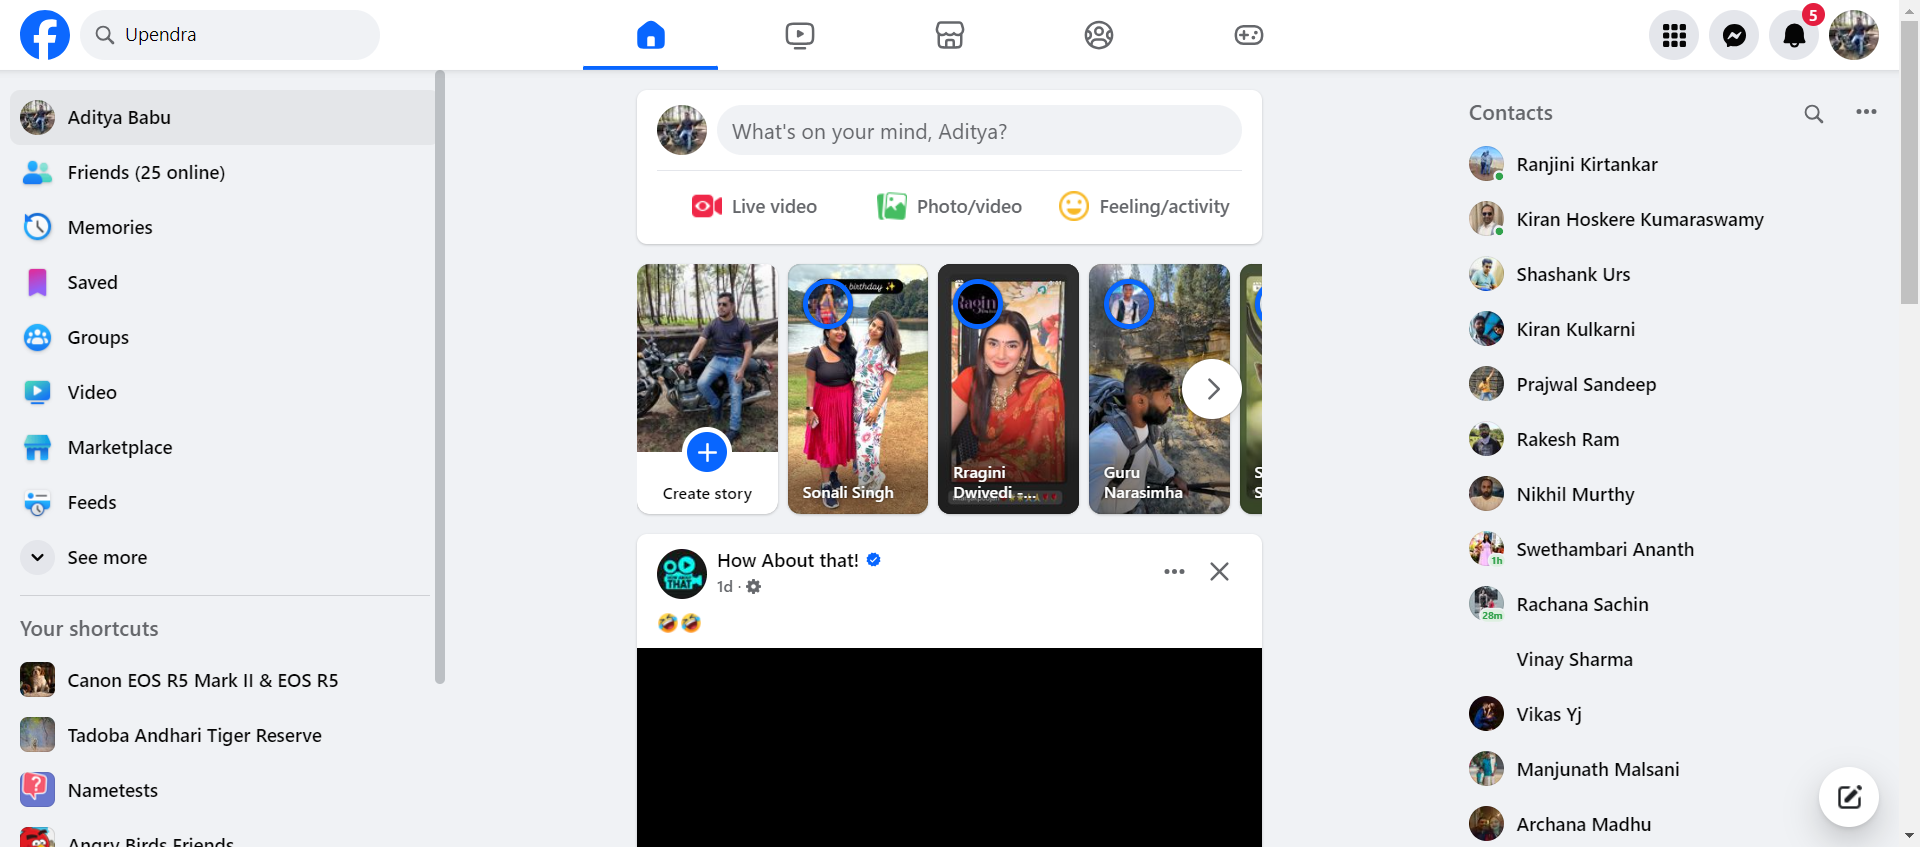 Upendra
5
Aditya Babu
Friends (25 online)
Memories
Saved
Groups
Video
Marketplace
Feeds
See more
Your shortcuts
Canon EOS R5 Mark II & EOS R5
Tadoba Andhari Tiger Reserve
Nametests
Angry Birds Friends
What's on your mind, Aditya?
Live video
Photo/video
Feeling/activity
Create story
birthday
Sonali Singh
Rragini
Dwivedi -...
Guru
Narasimha
S
S
How About that!
1d ·
HOW ABOUT
THAT
Contacts
Ranjini Kirtankar
Kiran Hoskere Kumaraswamy
Shashank Urs
Kiran Kulkarni
Prajwal Sandeep
Rakesh Ram
Nikhil Murthy
Swethambari Ananth
1h
Rachana Sachin
28m
Vinay Sharma
Vikas Yj
Manjunath Malsani
Archana Madhu